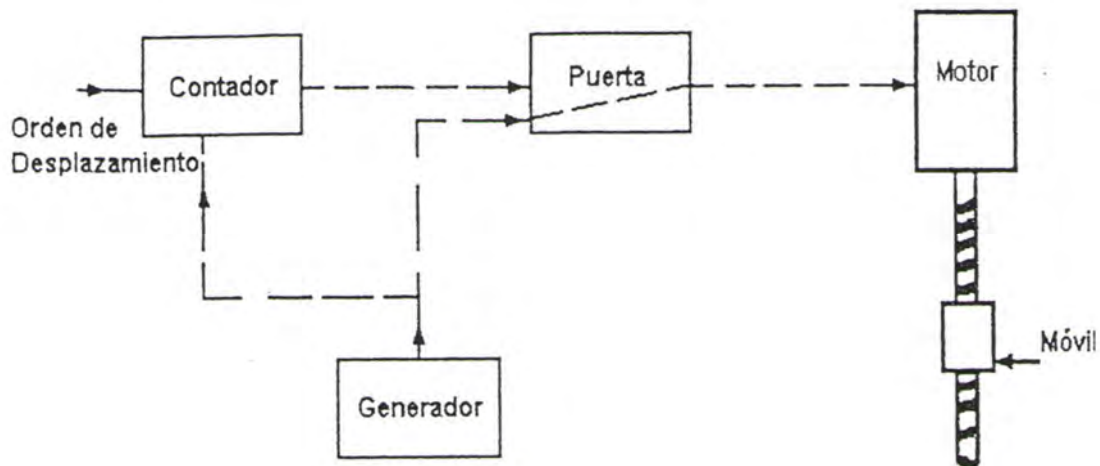 Contador
Puerta
Motor
Orden de
Desplazamiento
Móvil
Generador